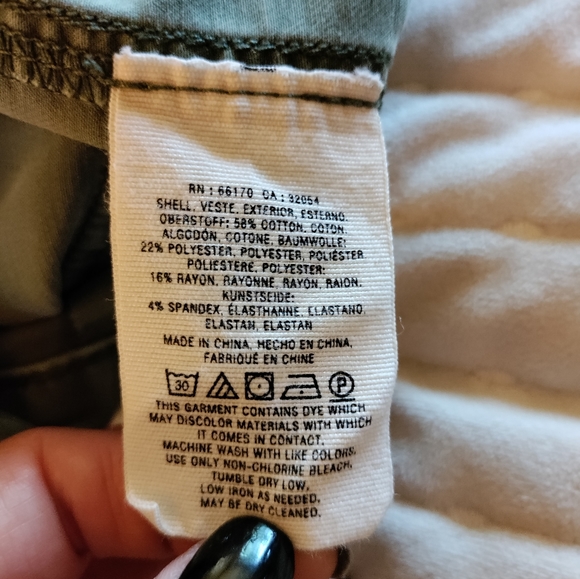 RN : 66170 CA : 32054
SHELL, VESTE, EXTERIOR, ESTERNO,
OBERSTOFF: 58% COTTON, COTON,
ALGODÓN, COTONE, BAUMWOLLE;
22% POLYESTER, POLYESTER, POLIÉSTER,
POLIESTERE, POLYESTER;
16% RAYON, RAYONNE, RAYON, RAION,
KUNSTSEIDE;
4% SPANDEX, ÉLASTHANNE, ELASTANO,
ELASTAN, ELASTAN
MADE IN CHINA, HECHO EN CHINA,
FABRIQUÉ EN CHINE
30 P
THIS GARMENT CONTAINS DYE WHICH
MAY DISCOLOR MATERIALS WITH WHICH
IT COMES IN CONTACT.
MACHINE WASH WITH LIKE COLORS.
USE ONLY NON-CHLORINE BLEACH,
TUMBLE DRY LOW,
LOW IRON AS NEEDED,
MAY BE DRY CLEANED.